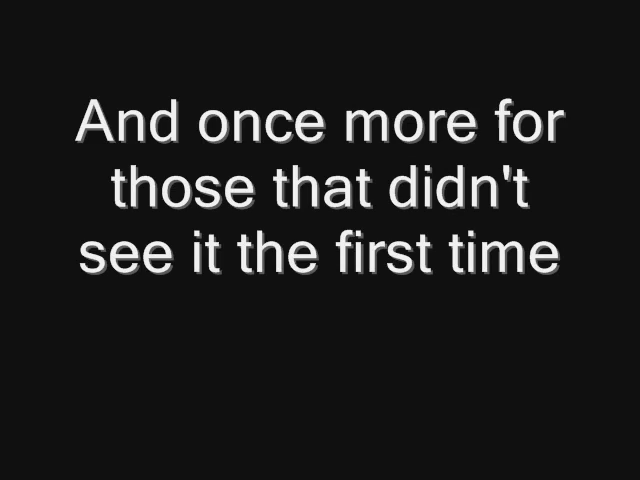 And once more for
those that didn't
see it the first time